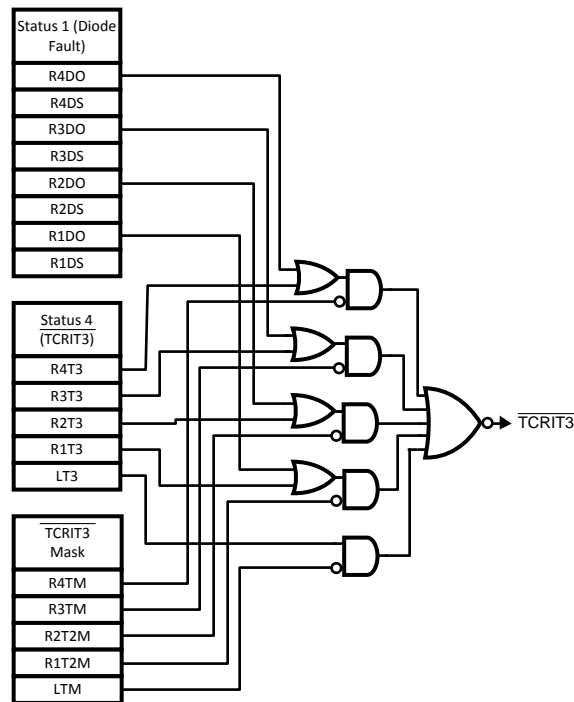 Status 1 (Diode
Fault)
R4DO
R4DS
R3DO
R3DS
R2DO
R2DS
R1DO
R1DS
Status 4
(TCRIT3)
R4T3
R3T3
R2T3
R1T3
LT3
TCRIT3
Mask
R4TM
R3TM
R2T2M
R1T2M
LTM
TCRIT3